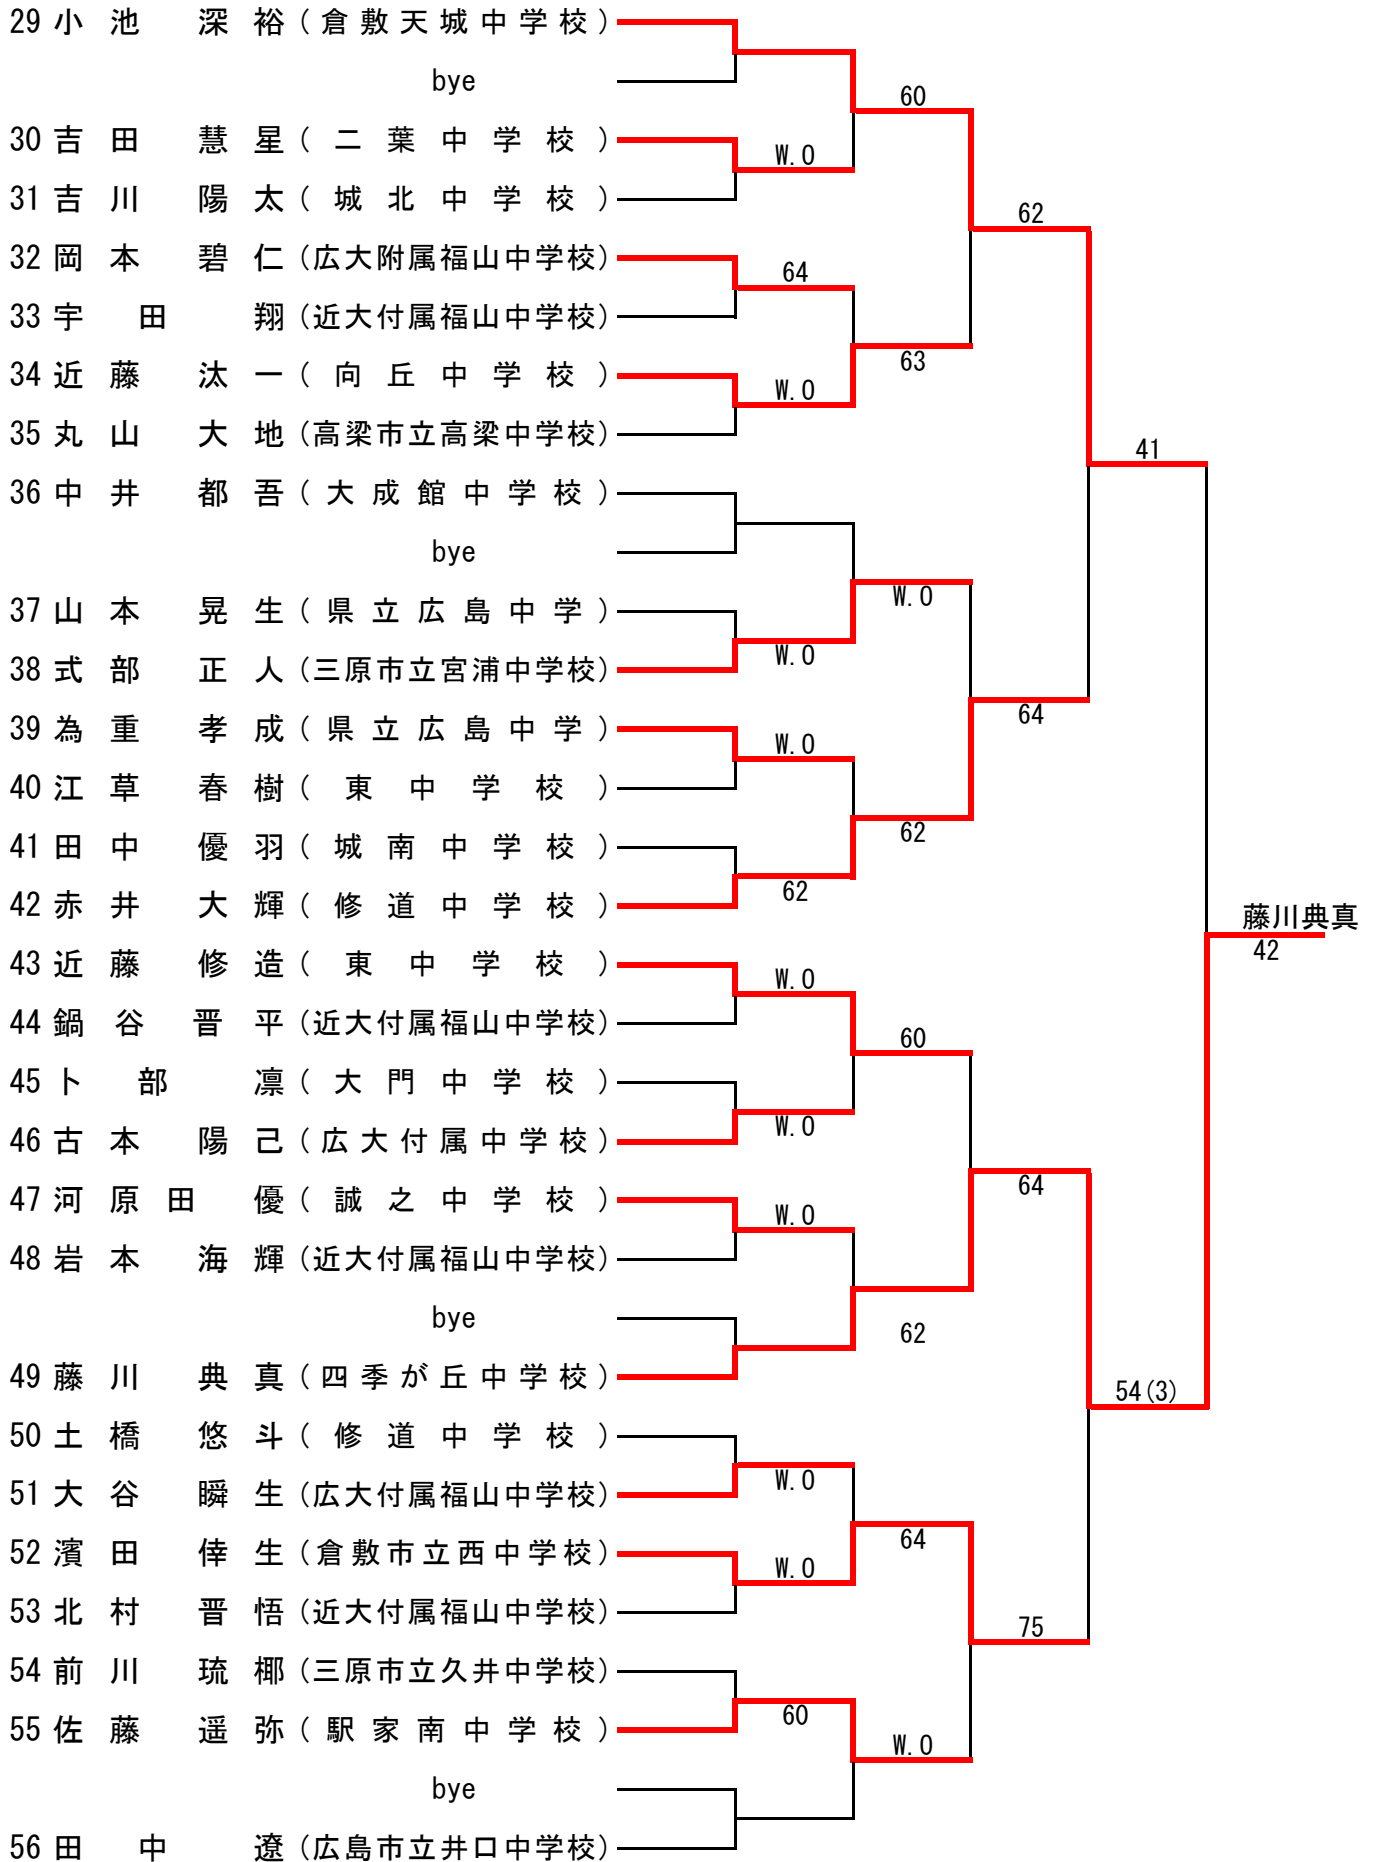 29 小池 深裕 (倉敷天城中学校)
bye
60
30 吉田 慧星 (二葉中学校)
W.O
31 吉川 陽太 (城北中学校)
62
32 岡本 碧仁 (広大附属福山中学校)
64
33 宇田 翔 (近大付属福山中学校)
63
34 近藤 汰一 (向丘中学校)
W.O
35 丸山 大地 (高梁市立高梁中学校)
41
36 中井 都吾 (大成館中学校)
bye
W.O
37 山本 晃生 (県立広島中学)
W.O
38 式部 正人 (三原市立宮浦中学校)
64
39 為重 孝成 (県立広島中学)
W.O
40 江草 春樹 (東中学校)
62
41 田中 優羽 (城南中学校)
62
42 赤井 大輝 (修道中学校)
藤川典真
42
43 近藤 修造 (東中学校)
W.O
44 鍋谷 晋平 (近大付属福山中学校)
60
45 卜部 凛 (大門中学校)
W.O
46 古本 陽己 (広大付属中学校)
64
47 河原田 優 (誠之中学校)
W.O
48 岩本 海輝 (近大付属福山中学校)
bye
62
49 藤川 典真 (四季が丘中学校)
54(3)
50 土橋 悠斗 (修道中学校)
W.O
51 大谷 瞬生 (広大付属福山中学校)
64
52 濱田 倖生 (倉敷市立西中学校)
W.O
53 北村 晋悟 (近大付属福山中学校)
75
54 前川 琉椰 (三原市立久井中学校)
60
55 佐藤 遥弥 (駅家南中学校)
W.O
bye
56 田中 遼 (広島市立井口中学校)